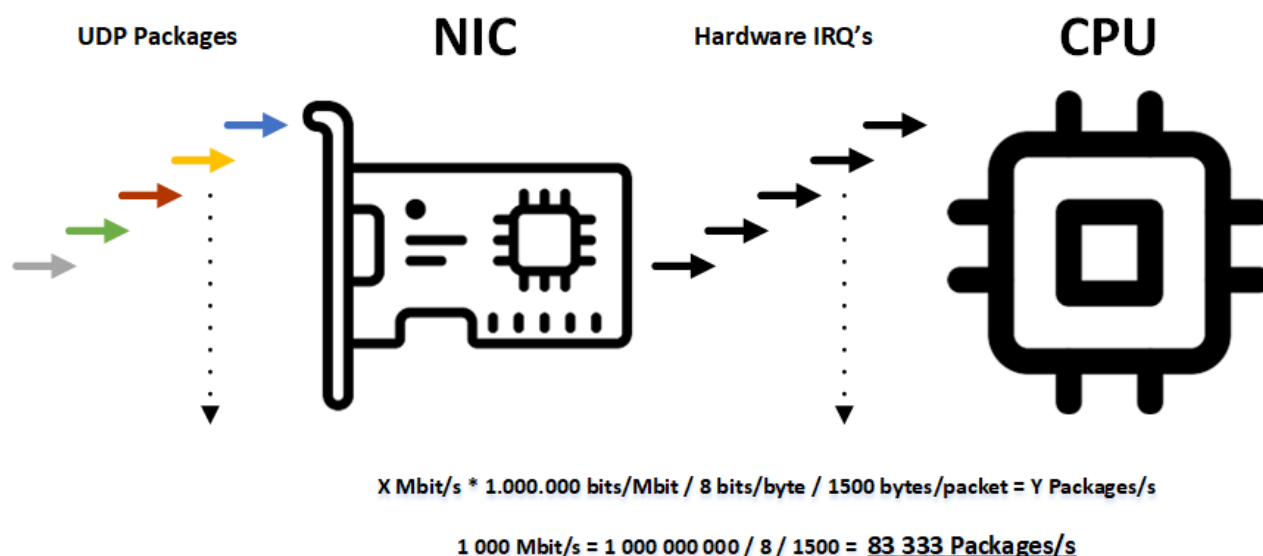 UDP Packages
NIC
Hardware IRQ's
CPU
X Mbit/s * 1.000.000 bits/Mbit / 8 bits/byte / 1500 bytes/packet = Y Packages/s
1 000 Mbit/s = 1 000 000 000 / 8 / 1500 = 83 333 Packages/s